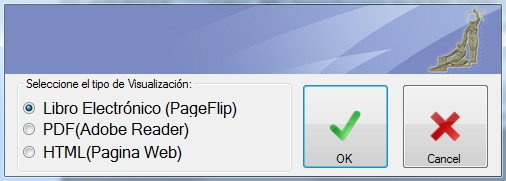 Seleccione el tipo de Visualización:
Libro Electrónico (PageFlip)
PDF(Adobe Reader)
HTML(Pagina Web)
OK
Cancel